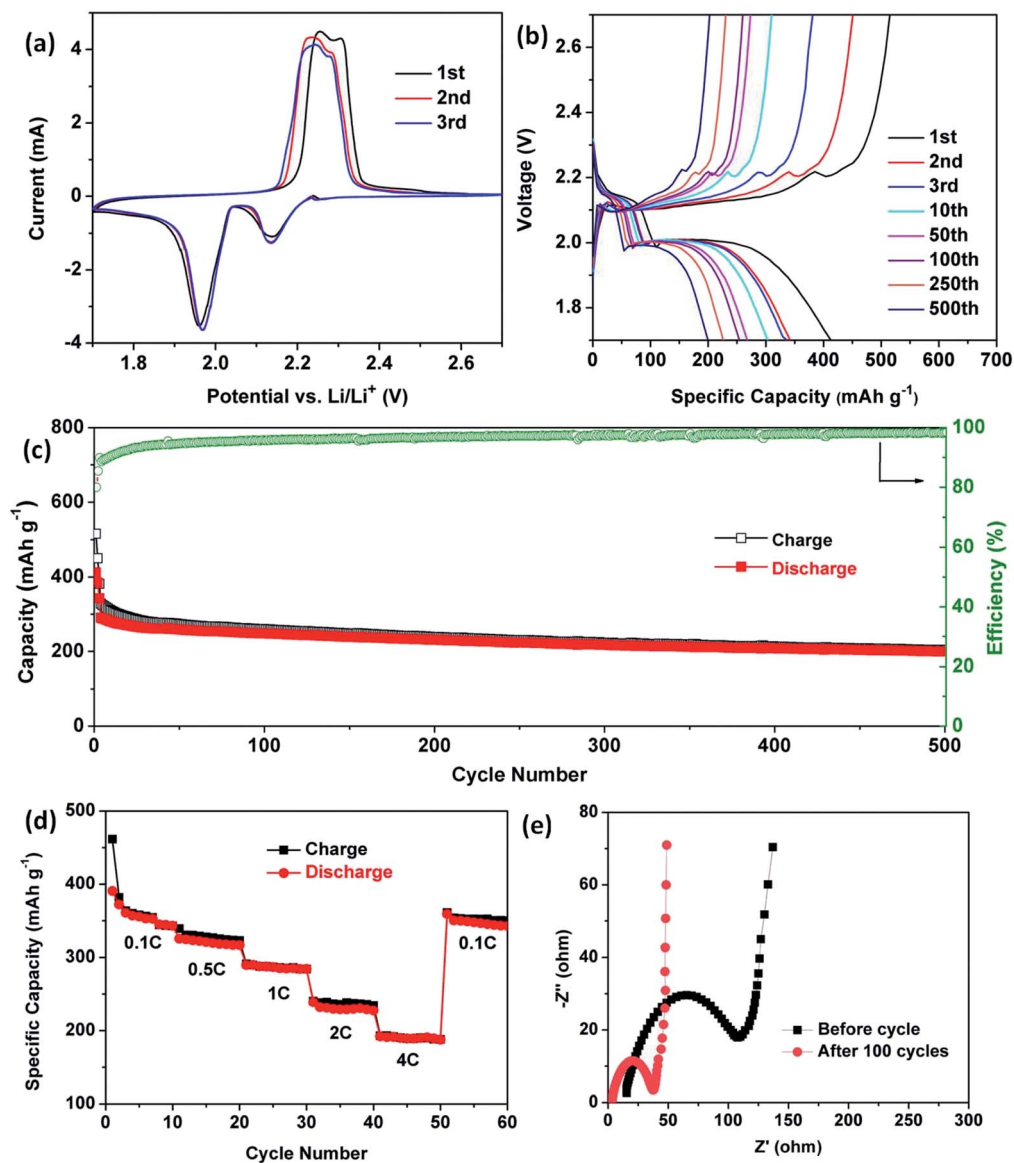 (a)
4
2
0
-2
-4
Current (mA)
1st
2nd
3rd
1.8
2.0
2.2
2.4
2.6
Potential vs. Li/Li⁺ (V)
(b)
2.6
2.4
2.2
2.0
1.8
Voltage (V)
1st
2nd
3rd
10th
50th
100th
250th
500th
0 100 200 300 400 500 600 700
Specific Capacity (mAh g⁻¹)
(c)
800
600
400
200
0
Capacity (mAh g⁻¹)
Charge
Discharge
100
80
60
40
20
0
Efficiency (%)
0 100 200 300 400 500
Cycle Number
(d)
500
400
300
200
100
Specific Capacity (mAh g⁻¹)
Charge
Discharge
0.1C
0.5C
1C
2C
4C
0.1C
0 10 20 30 40 50 60
Cycle Number
(e)
80
60
40
20
0
-Z'' (ohm)
Before cycle
After 100 cycles
0 50 100 150 200 250 300
Z' (ohm)